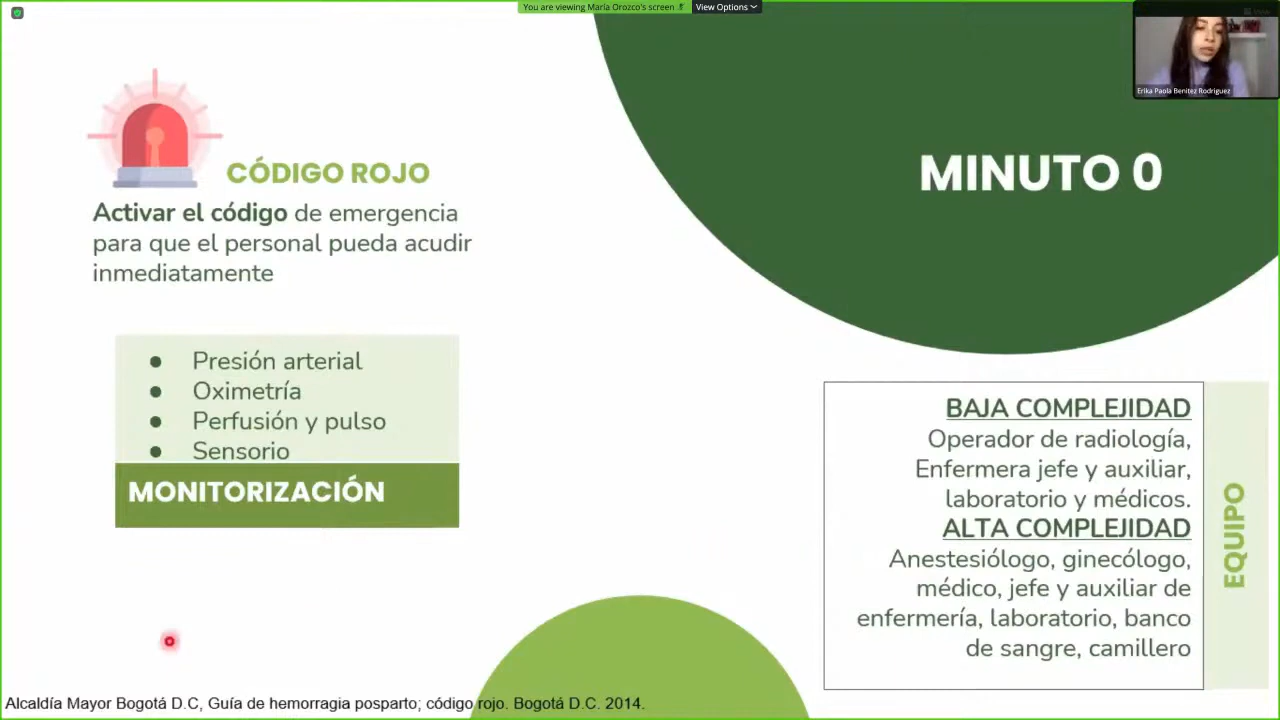 You are viewing María Orozco's screen
View Options
View
Erika Paola Benitez Rodriguez
CÓDIGO ROJO
Activar el código de emergencia
para que el personal pueda acudir
inmediatamente
MINUTO 0
● Presión arterial
● Oximetría
● Perfusión y pulso
● Sensorio
MONITORIZACIÓN
BAJA COMPLEJIDAD
Operador de radiología,
Enfermera jefe y auxiliar,
laboratorio y médicos.
ALTA COMPLEJIDAD
Anestesiólogo, ginecólogo,
médico, jefe y auxiliar de
enfermería, laboratorio, banco
de sangre, camillero
EQUIPO
Alcaldía Mayor Bogotá D.C, Guía de hemorragia posparto; código rojo. Bogotá D.C. 2014.